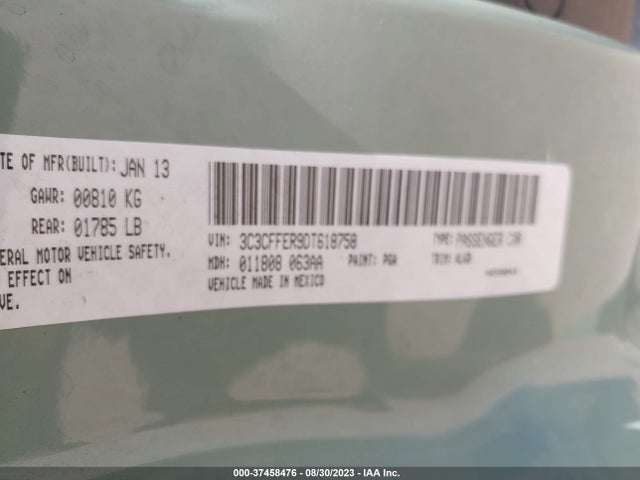 TE OF MFR(BUILT): JAN 13
GAWR: 00810 KG
REAR: 01785 LB
ERAL MOTOR VEHICLE SAFETY,
EFFECT ON
VE.
VIN: 3C3CFFER9DT618758 TYPE: PASSENGER CAR
MDH: 011808 063AA PAINT: PGA TRIM: ALWR
VEHICLE MADE IN MEXICO
000-37458476 - 08/30/2023 - IAA Inc.